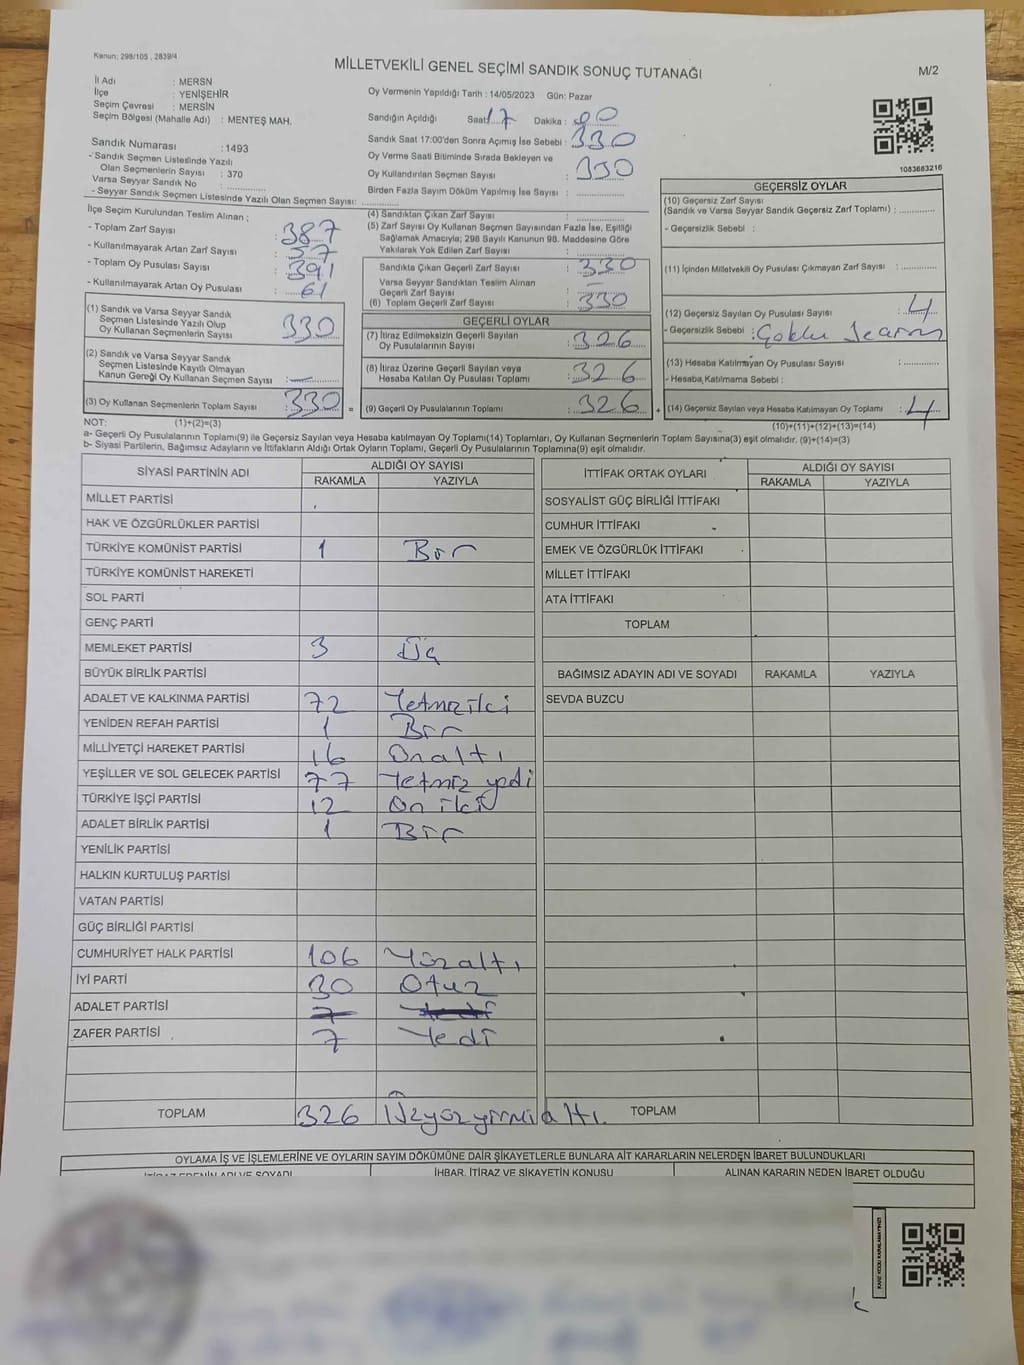 Kanun: 298/105 , 2839/4
MİLLETVEKİLİ GENEL SEÇİMİ SANDIK SONUÇ TUTANAĞI
M/2
İl Adı : MERSN
İlçe : YENİŞEHİR
Seçim Çevresi : MERSİN
Seçim Bölgesi (Mahalle Adı) : MENTEŞ MAH.
Sandık Numarası : 1493
- Sandık Seçmen Listesinde Yazılı
Olan Seçmenlerin Sayısı : 370
Varsa Seyyar Sandık No :
- Seyyar Sandık Seçmen Listesinde Yazılı Olan Seçmen Sayısı:
Oy Vermenin Yapıldığı Tarih : 14/05/2023 Gün: Pazar
Sandığın Açıldığı Saat: 17 Dakika : 00
Sandık Saat 17:00'den Sonra Açımış İse Sebebi : 330
Oy Verme Saati Bitiminde Sırada Bekleyen ve
Oy Kullandırılan Seçmen Sayısı : 330
Birden Fazla Sayım Döküm Yapılmış İse Sayısı :
1083683216
İlçe Seçim Kurulundan Teslim Alınan ;
- Toplam Zarf Sayısı : 387
- Kullanılmayarak Artan Zarf Sayısı : 57
- Toplam Oy Pusulası Sayısı : 391
- Kullanılmayarak Artan Oy Pusulası : 61
(1) Sandık ve Varsa Seyyar Sandık
Seçmen Listesinde Yazılı Olup
Oy Kullanan Seçmenlerin Sayısı : 330
(2) Sandık ve Varsa Seyyar Sandık
Seçmen Listesinde Kayıtlı Olmayan
Kanun Gereği Oy Kullanan Seçmen Sayısı : —
(3) Oy Kullanan Seçmenlerin Toplam Sayısı : 330 =
(4) Sandıktan Çıkan Zarf Sayısı :
(5) Zarf Sayısı Oy Kullanan Seçmen Sayısından Fazla İse, Eşitliği
Sağlamak Amacıyla; 298 Sayılı Kanunun 98. Maddesine Göre
Yakılarak Yok Edilen Zarf Sayısı :
Sandıkta Çıkan Geçerli Zarf Sayısı : 330
Varsa Seyyar Sandıktan Teslim Alınan
Geçerli Zarf Sayısı : —
(6) Toplam Geçerli Zarf Sayısı : 330
GEÇERLİ OYLAR
(7) İtiraz Edilmeksizin Geçerli Sayılan
Oy Pusulalarının Sayısı : 326
(8) İtiraz Üzerine Geçerli Sayılan veya
Hesaba Katılan Oy Pusulası Toplamı : 326
(9) Geçerli Oy Pusulalarının Toplamı : 326 +
GEÇERSİZ OYLAR
(10) Geçersiz Zarf Sayısı
(Sandık ve Varsa Seyyar Sandık Geçersiz Zarf Toplamı) :
- Geçersizlik Sebebi :
(11) İçinden Milletvekili Oy Pusulası Çıkmayan Zarf Sayısı :
(12) Geçersiz Sayılan Oy Pusulası Sayısı : 4
- Geçersizlik Sebebi :
(13) Hesaba Katılmayan Oy Pusulası Sayısı :
- Hesaba Katılmama Sebebi :
(14) Geçersiz Sayılan veya Hesaba Katılmayan Oy Toplamı : 4
NOT: (1)+(2)=(3) (10)+(11)+(12)+(13)=(14)
a- Geçerli Oy Pusulalarının Toplamı(9) ile Geçersiz Sayılan veya Hesaba katılmayan Oy Toplamı(14) Toplamları, Oy Kullanan Seçmenlerin Toplam Sayısına(3) eşit olmalıdır. (9)+(14)=(3)
b- Siyasi Partilerin, Bağımsız Adayların ve İttifakların Aldığı Ortak Oyların Toplamı, Geçerli Oy Pusulalarının Toplamına(9) eşit olmalıdır.
SİYASİ PARTİNİN ADI ALDIĞI OY SAYISI
RAKAMLA YAZIYLA
MİLLET PARTİSİ
HAK VE ÖZGÜRLÜKLER PARTİSİ
TÜRKİYE KOMÜNİST PARTİSİ 1 Bir
TÜRKİYE KOMÜNİST HAREKETİ
SOL PARTİ
GENÇ PARTİ
MEMLEKET PARTİSİ 3 Üç
BÜYÜK BİRLİK PARTİSİ
ADALET VE KALKINMA PARTİSİ 72 Yetmişiki
YENİDEN REFAH PARTİSİ 1 Bir
MİLLİYETÇİ HAREKET PARTİSİ 16 Onaltı
YEŞİLLER VE SOL GELECEK PARTİSİ 77 Yetmiz yedi
TÜRKİYE İŞÇİ PARTİSİ 12 On iki
ADALET BİRLİK PARTİSİ 1 Bir
YENİLİK PARTİSİ
HALKIN KURTULUŞ PARTİSİ
VATAN PARTİSİ
GÜÇ BİRLİĞİ PARTİSİ
CUMHURİYET HALK PARTİSİ 106 Yüzaltı
İYİ PARTİ 30 Otuz
ADALET PARTİSİ 7 Yedi
ZAFER PARTİSİ 7 Yedi
TOPLAM 326 Üzyüzyirmialtı.
İTTİFAK ORTAK OYLARI ALDIĞI OY SAYISI
RAKAMLA YAZIYLA
SOSYALİST GÜÇ BİRLİĞİ İTTİFAKI
CUMHUR İTTİFAKI
EMEK VE ÖZGÜRLÜK İTTİFAKI
MİLLET İTTİFAKI
ATA İTTİFAKI
TOPLAM
BAĞIMSIZ ADAYIN ADI VE SOYADI RAKAMLA YAZIYLA
SEVDA BUZCU
TOPLAM
OYLAMA İŞ VE İŞLEMLERİNE VE OYLARIN SAYIM DÖKÜMÜNE DAİR ŞİKAYETLERLE BUNLARA AİT KARARLARIN NELERDEN İBARET BULUNDUKLARI
İTİRAZ EDENİN ADI VE SOYADI İHBAR, İTİRAZ VE ŞİKAYETİN KONUSU ALINAN KARARIN NEDEN İBARET OLDUĞU